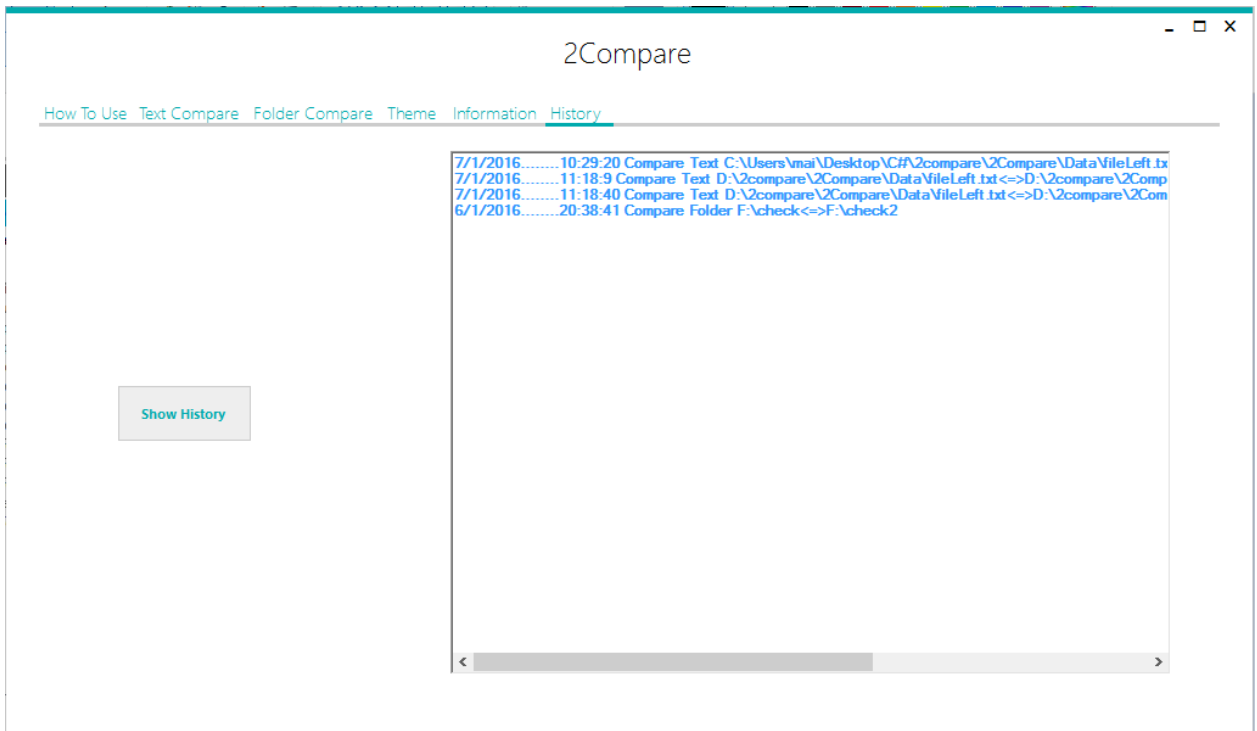 2Compare
How To Use Text Compare Folder Compare Theme Information History
7/1/2016........10:29:20 Compare Text C:\Users\mai\Desktop\C#\2compare\2Compare\Data\fileLeft.tx
7/1/2016........11:18:9 Compare Text D:\2compare\2Compare\Data\fileLeft.txt<=>D:\2compare\2Comp
7/1/2016........11:18:40 Compare Text D:\2compare\2Compare\Data\fileLeft.txt<=>D:\2compare\2Com
6/1/2016........20:38:41 Compare Folder F:\check<=>F:\check2
Show History